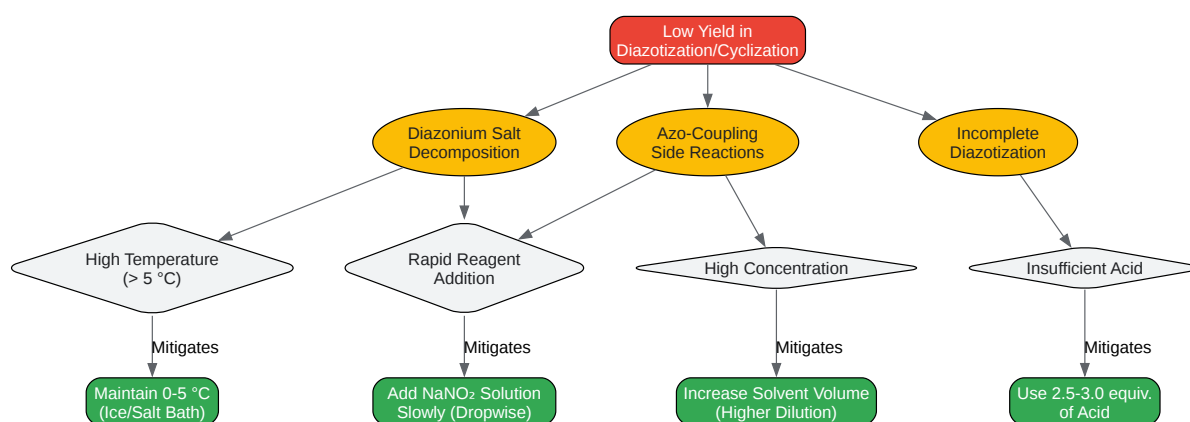 Low Yield in
Diazotization/Cyclization
Diazonium Salt
Decomposition
Azo-Coupling
Side Reactions
Incomplete
Diazotization
High Temperature
(> 5 °C)
Rapid Reagent
Addition
High Concentration
Insufficient Acid
Mitigates
Mitigates
Mitigates
Mitigates
Maintain 0-5 °C
(Ice/Salt Bath)
Add NaNO₂ Solution
Slowly (Dropwise)
Increase Solvent Volume
(Higher Dilution)
Use 2.5-3.0 equiv.
of Acid